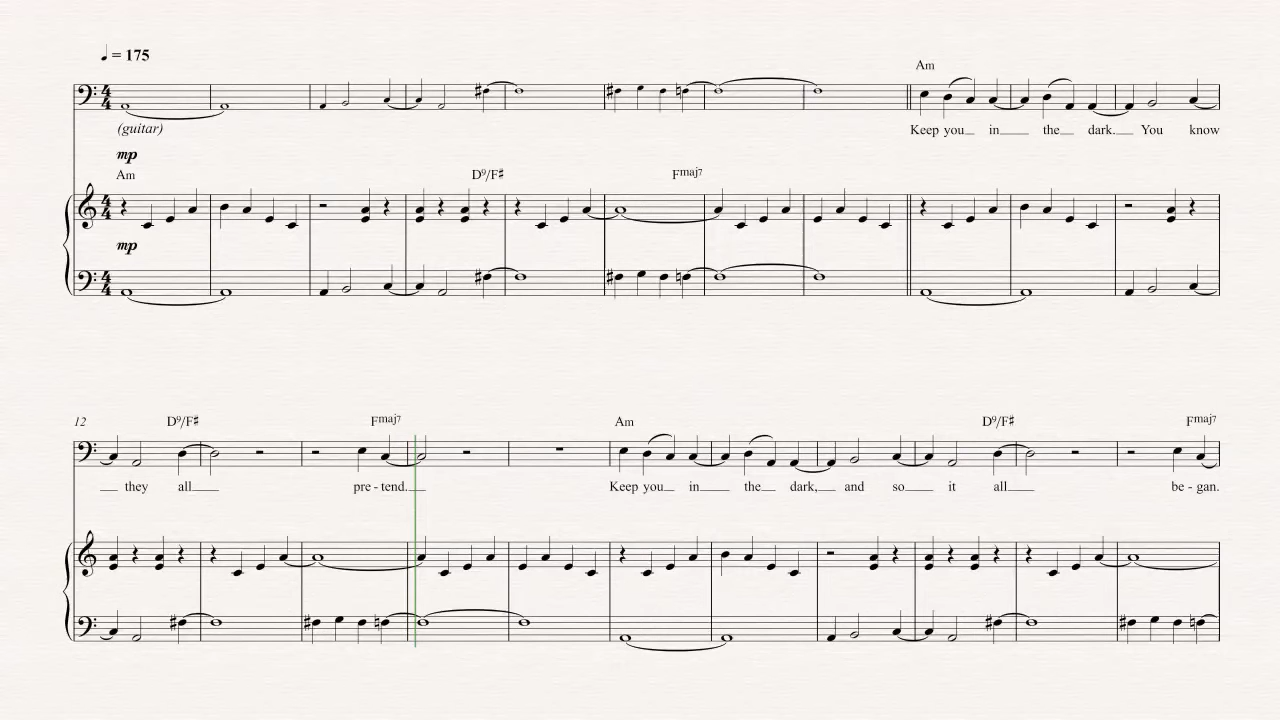 ♩ = 175
Am
(guitar)
Keep you in the dark. You know
mp
Am D9/F♯ Fmaj7
mp
12 D9/F♯ Fmaj7 Am D9/F♯ Fmaj7
they all pre - tend. Keep you in the dark, and so it all be - gan.